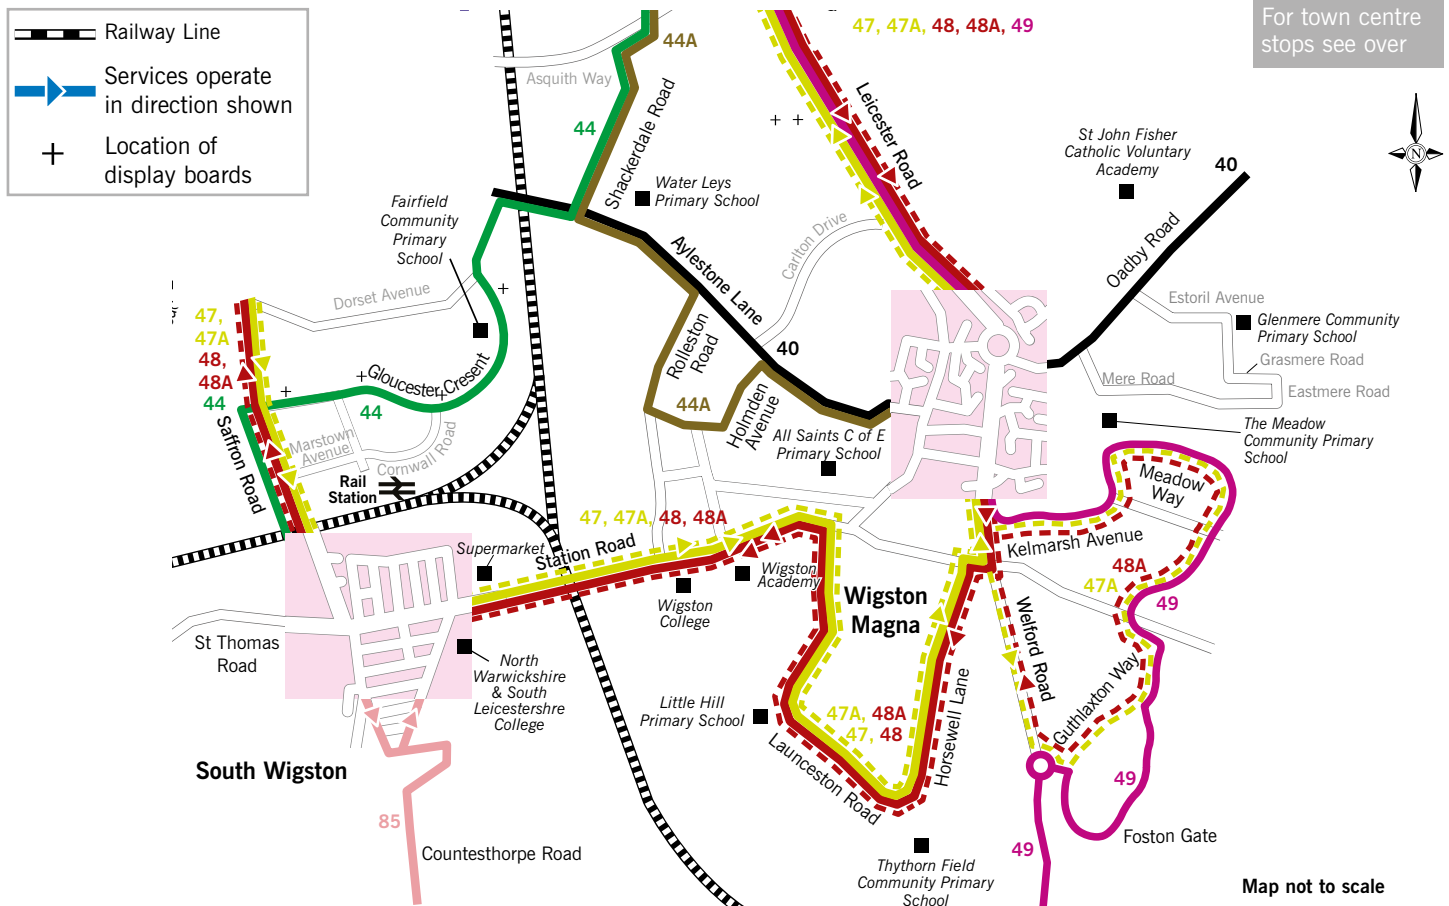 Railway Line
Services operate
in direction shown
Location of
display boards
For town centre
stops see over
44A
47, 47A, 48, 48A, 49
Asquith Way
44
Shackerdale Road
Leicester Road
St John Fisher
Catholic Voluntary
Academy
40
N
Water Leys
Primary School
Fairfield
Community
Primary
School
Carlton Drive
Oadby Road
Aylestone Lane
Dorset Avenue
Estoril Avenue
Glenmere Community
Primary School
47,
47A
48,
48A
44
Rolleston
Road
40
Grasmere Road
Gloucester Cresent
Mere Road
Eastmere Road
44
44A
Holmden
Avenue
Saffron Road
Marstown
Avenue
Cornwall Road
All Saints C of E
Primary School
The Meadow
Community Primary
School
Rail
Station
Meadow
Way
47, 47A, 48, 48A
Station Road
Supermarket
Kelmarsh Avenue
Wigston
Academy
48A
47A
49
Wigston
College
Wigston
Magna
Welford Road
St Thomas
Road
North
Warwickshire
& South
Leicestershre
College
Guthlaxton Way
Little Hill
Primary School
47A, 48A
47, 48
Horsewell Lane
Launceston Road
South Wigston
49
85
Foston Gate
49
Countesthorpe Road
Thythorn Field
Community Primary
School
Map not to scale